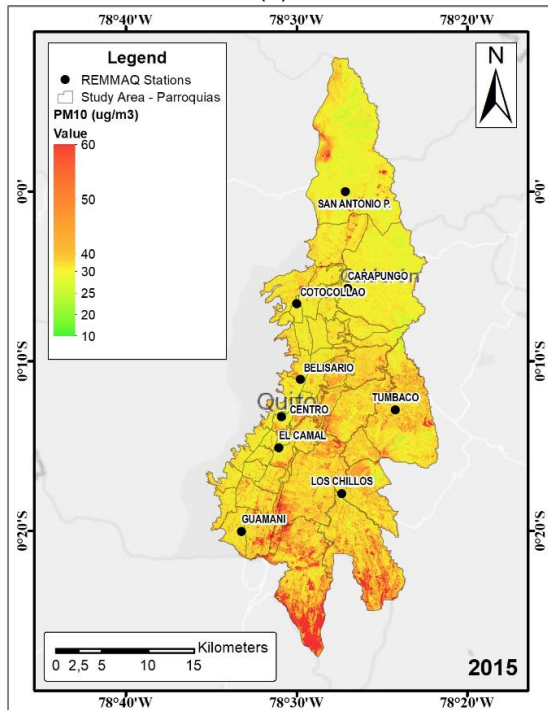 78°40'W 78°30'W 78°20'W
Legend
REMMAQ Stations
Study Area - Parroquias
PM10 (ug/m3)
Value
60
50
40
30
20
10
N
0°0'
0°10'S
0°20'S
0°0'
0°10'S
0°20'S
SAN ANTONIO P.
CARAPUNGO
COTOCOLLAO
BELISARIO
TUMBACO
Quito
CENTRO
EL CAMAL
LOS CHILLOS
GUAMANI
Kilometers
0 2,5 5 10 15
2015
78°40'W 78°30'W 78°20'W